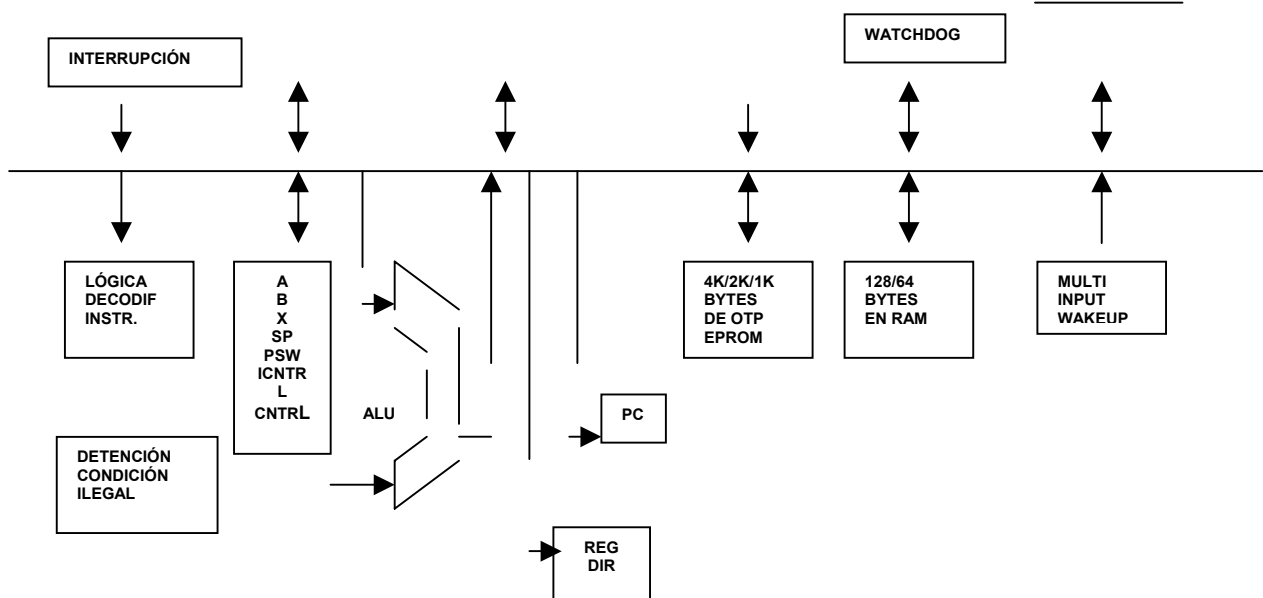 INTERRUPCIÓN
WATCHDOG
LÓGICA
DECODIF
INSTR.
A
B
X
SP
PSW
ICNTR
L
CNTRL
ALU
4K/2K/1K
BYTES
DE OTP
EPROM
128/64
BYTES
EN RAM
MULTI
INPUT
WAKEUP
PC
DETENCIÓN
CONDICIÓN
ILEGAL
REG
DIR